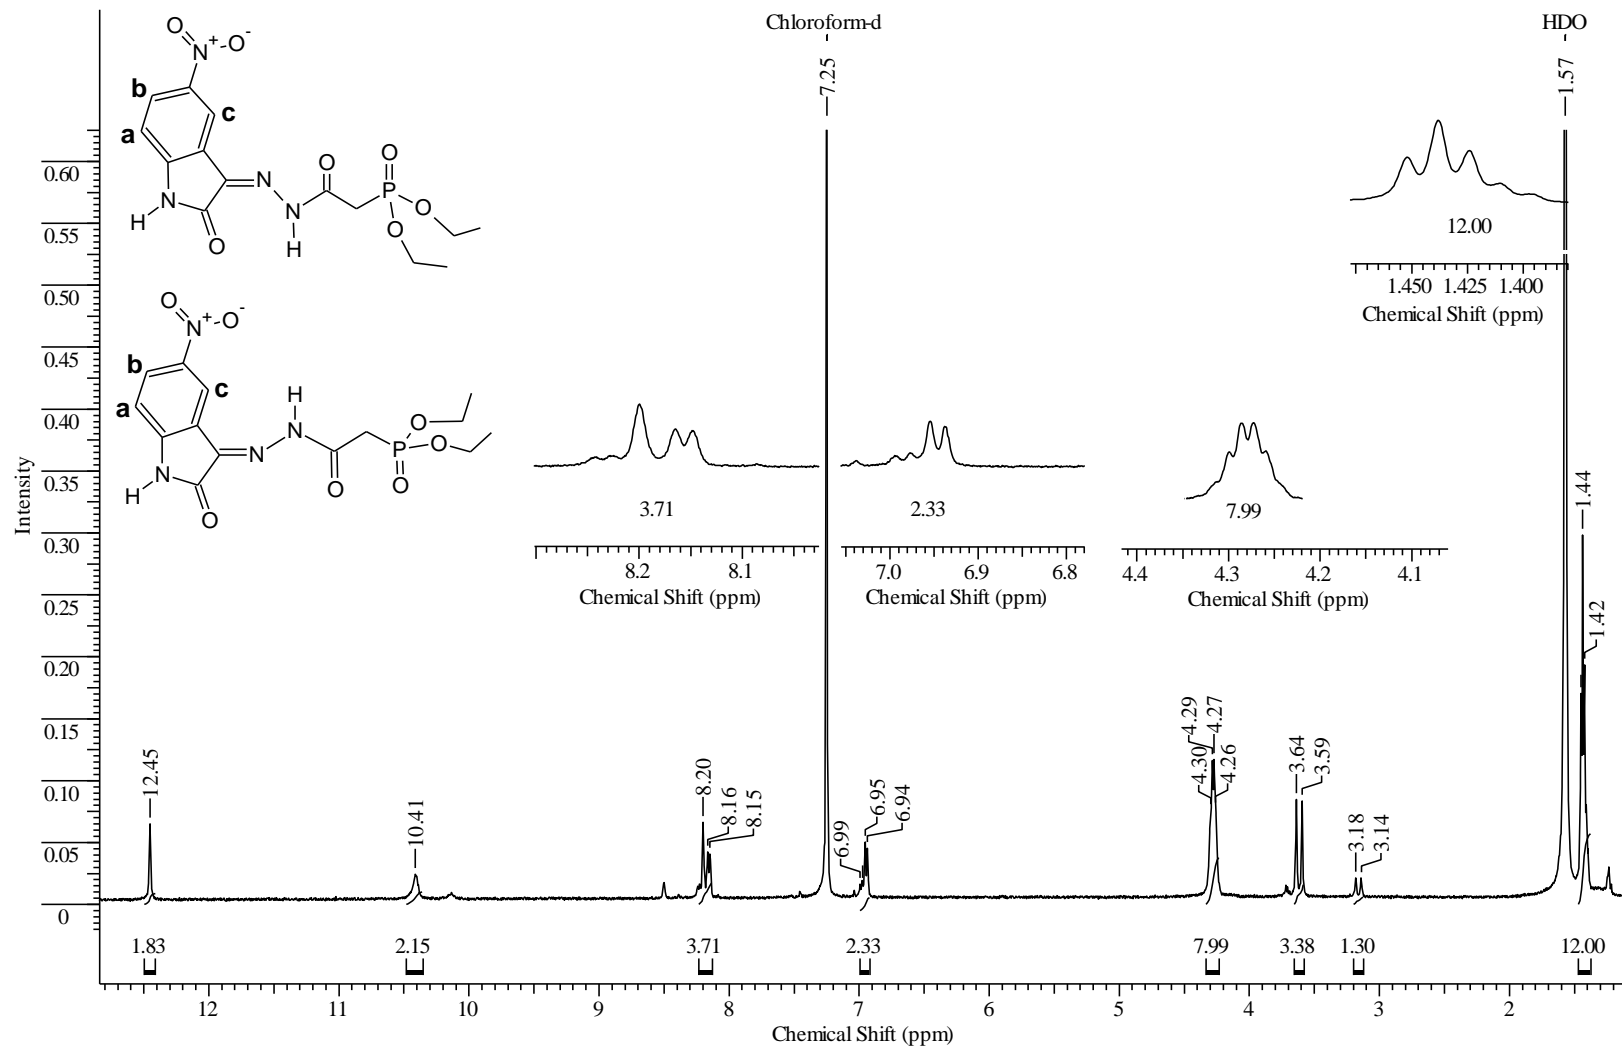 Chloroform-d
HDO
7.25
1.57
O
N+
O-
b
c
a
N
H
O
N
N
H
O
P
O
O
O
O
N+
O-
b
c
a
N
H
O
N
N
H
O
P
O
O
O
Intensity
0.60
0.55
0.50
0.45
0.40
0.35
0.30
0.25
0.20
0.15
0.10
0.05
0
12.00
1.450 1.425 1.400
Chemical Shift (ppm)
3.71
8.2 8.1
Chemical Shift (ppm)
2.33
7.0 6.9 6.8
Chemical Shift (ppm)
7.99
4.4 4.3 4.2 4.1
Chemical Shift (ppm)
12.45
10.41
8.20
8.16
8.15
6.99
6.95
6.94
4.30
4.29
4.27
4.26
3.64
3.59
3.18
3.14
1.44
1.42
1.83 2.15 3.71 2.33 7.99 3.38 1.30 12.00
12 11 10 9 8 7 6 5 4 3 2
Chemical Shift (ppm)